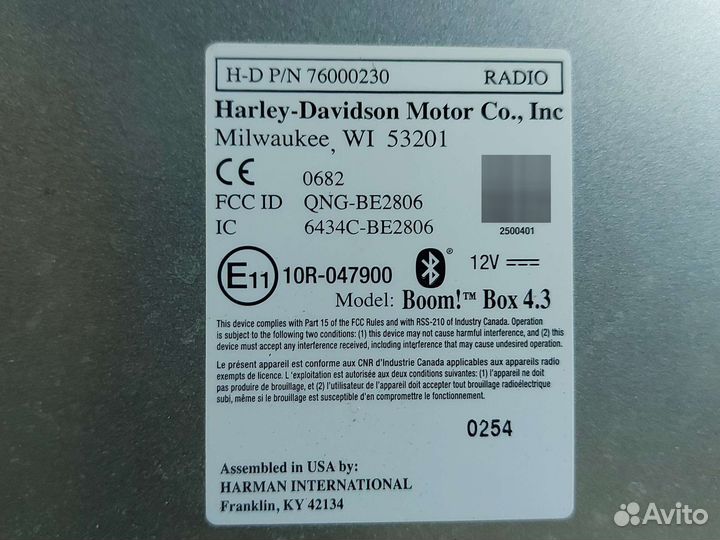 H-D P/N 76000230 RADIO
Harley-Davidson Motor Co., Inc
Milwaukee, WI 53201
CE 0682
FCC ID QNG-BE2806
IC 6434C-BE2806
2500401
E11 10R-047900 12V
Model: Boom!™ Box 4.3
This device complies with Part 15 of the FCC Rules and with RSS-210 of Industry Canada. Operation
is subject to the following two conditions: (1) this device may not cause harmful interference, and (2) this
device must accept any interference received, including interference that may cause undesired operation.
Le présent appareil est conforme aux CNR d'Industrie Canada applicables aux appareils radio
exempts de licence. L 'exploitation est autorisée aux deux conditions suivantes: (1) l'appareil ne doit
pas produire de brouillage, et (2) l'utilisateur de l'appareil doit accepter tout brouillage radioélectrique
subi, même si le brouillage est susceptible d'en compromettre le fonctionnement.
0254
Assembled in USA by:
HARMAN INTERNATIONAL
Franklin, KY 42134
Avito